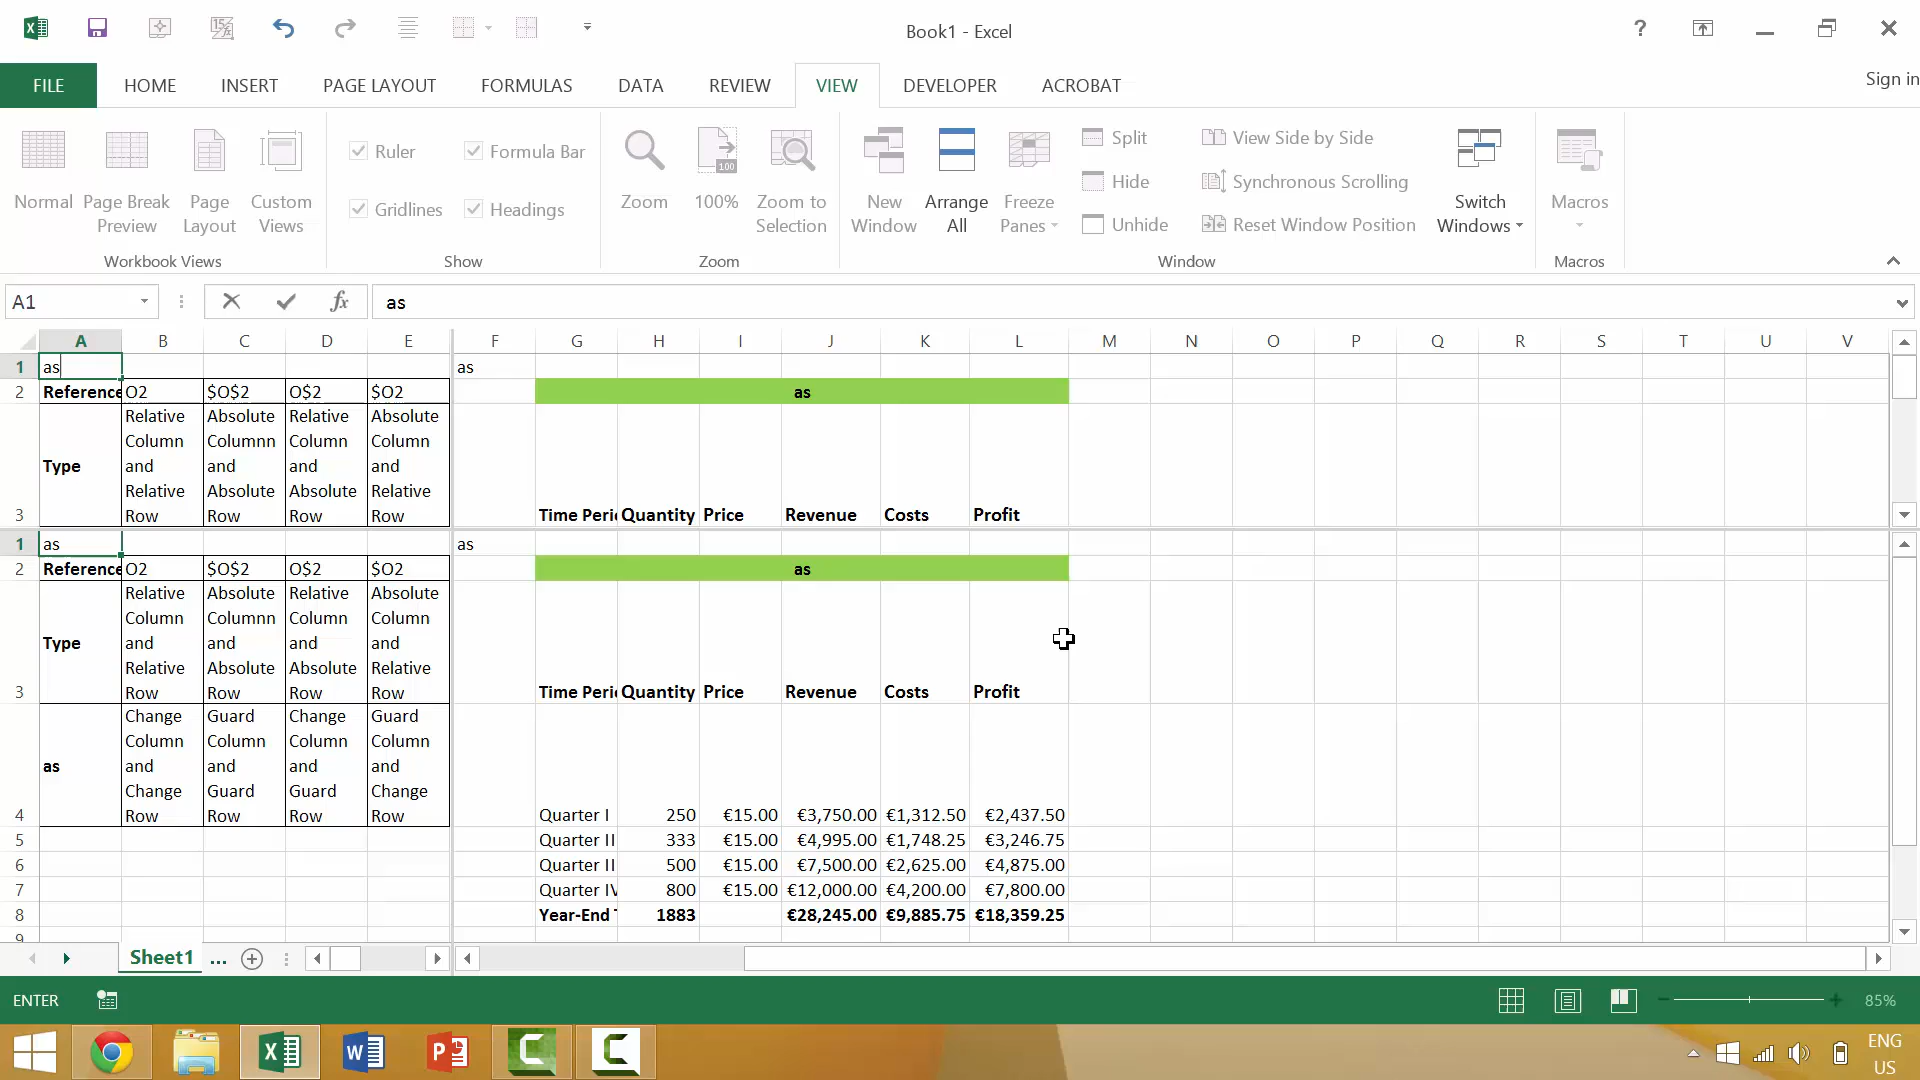 Book1 - Excel
?
Sign in
FILE HOME INSERT PAGE LAYOUT FORMULAS DATA REVIEW VIEW DEVELOPER ACROBAT
Normal
Page Break Preview
Page Layout
Custom Views
Workbook Views
Ruler
Formula Bar
Gridlines
Headings
Show
Zoom
100
100%
Zoom to Selection
Zoom
New Window
Arrange All
Freeze Panes
Split
Hide
Unhide
View Side by Side
Synchronous Scrolling
Reset Window Position
Switch Windows
Window
Macros
Macros
A1 fx as
A B C D E F G H I J K L M N O P Q R S T U V
1 as as
2 Reference O2 $O$2 O$2 $O2 as
Relative Absolute Relative Absolute
Column Columnn Column Column
Type and and and and
Relative Absolute Absolute Relative
3 Row Row Row Row Time Peri Quantity Price Revenue Costs Profit
1 as as
2 Reference O2 $O$2 O$2 $O2 as
Relative Absolute Relative Absolute
Column Columnn Column Column
Type and and and and
Relative Absolute Absolute Relative
3 Row Row Row Row Time Peri Quantity Price Revenue Costs Profit
Change Guard Change Guard
Column Column Column Column
as and and and and
Change Guard Guard Change
4 Row Row Row Row Quarter I 250 €15.00 €3,750.00 €1,312.50 €2,437.50
5 Quarter II 333 €15.00 €4,995.00 €1,748.25 €3,246.75
6 Quarter II 500 €15.00 €7,500.00 €2,625.00 €4,875.00
7 Quarter IV 800 €15.00 €12,000.00 €4,200.00 €7,800.00
8 Year-End 1883 €28,245.00 €9,885.75 €18,359.25
9
Sheet1 ...
ENTER 85%
ENG
US